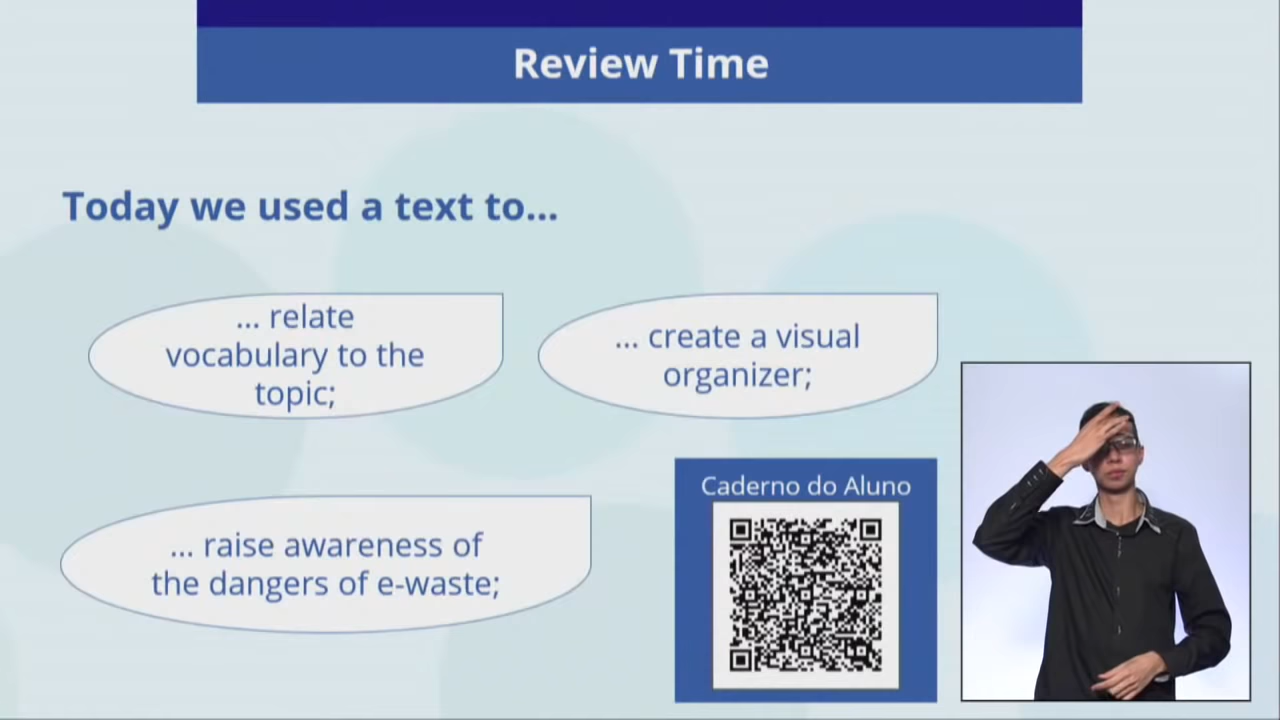 Review Time
Today we used a text to...
... relate
vocabulary to the
topic;
... create a visual
organizer;
... raise awareness of
the dangers of e-waste;
Caderno do Aluno